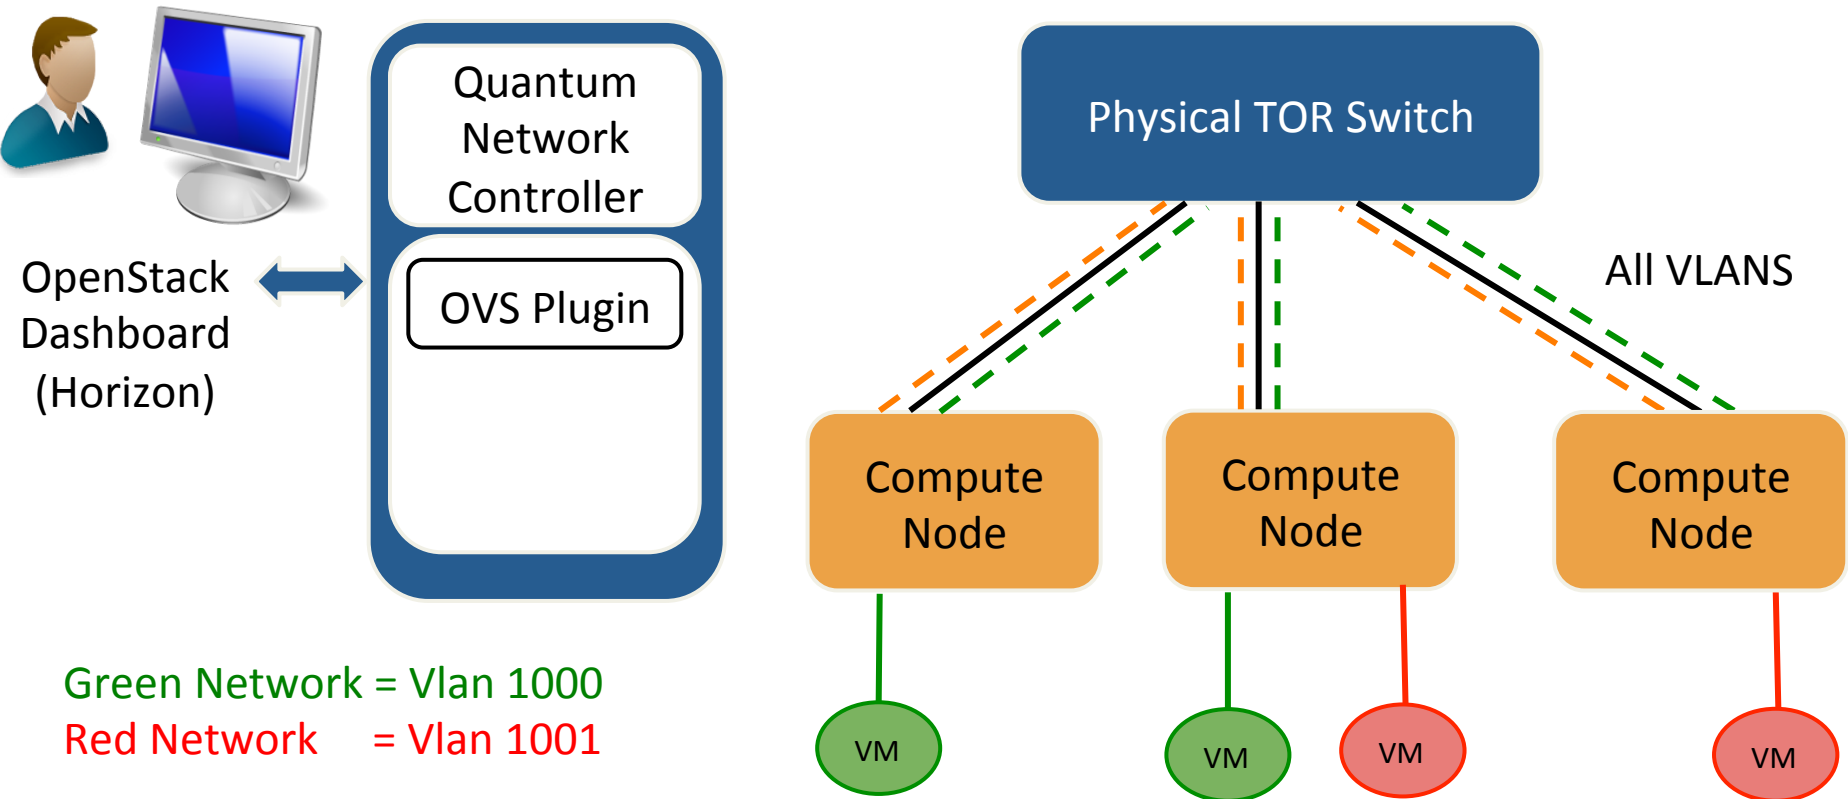 Quantum
Network
Controller
OVS Plugin
OpenStack
Dashboard
(Horizon)
Physical TOR Switch
All VLANS
Compute
Node
Compute
Node
Compute
Node
VM
VM
VM
VM
Green Network = Vlan 1000
Red Network = Vlan 1001